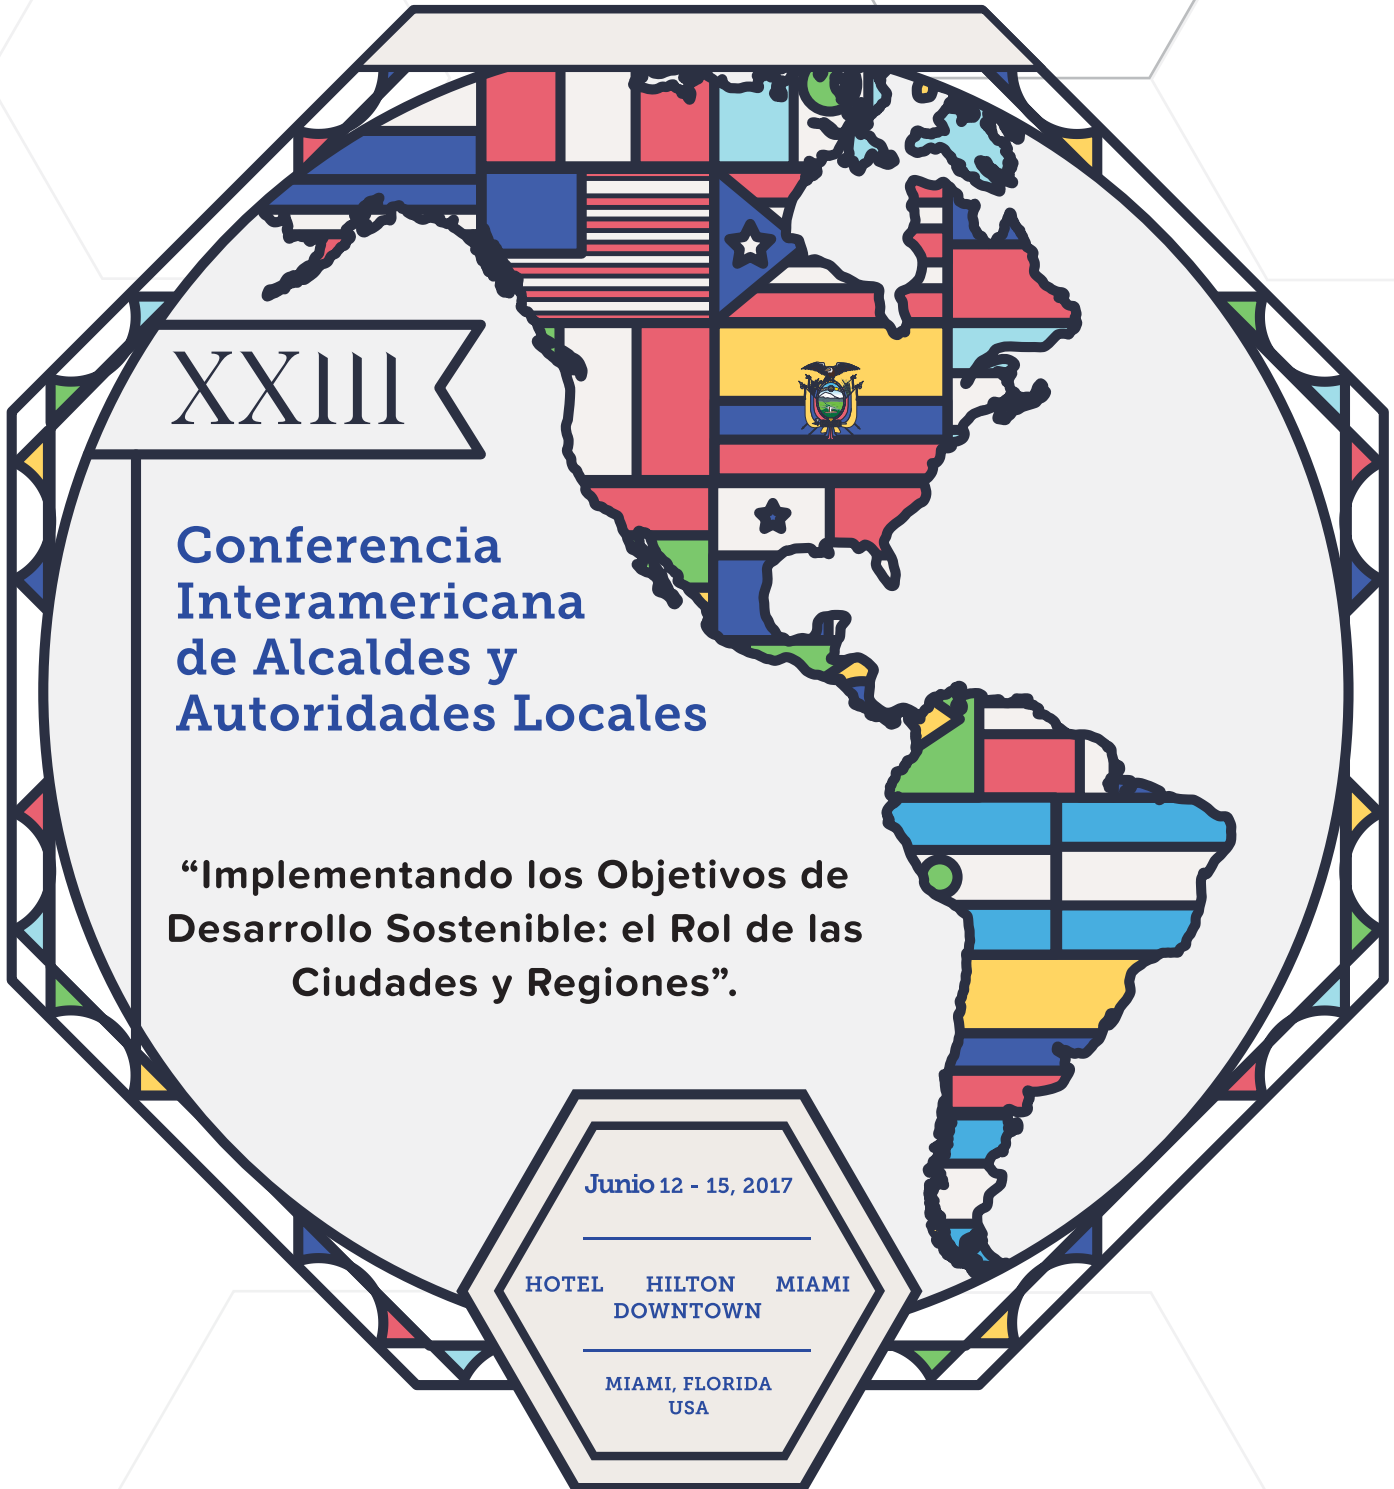 XXIII
Conferencia
Interamericana
de Alcaldes y
Autoridades Locales
“Implementando los Objetivos de
Desarrollo Sostenible: el Rol de las
Ciudades y Regiones”.
Junio 12 - 15, 2017
HOTEL HILTON MIAMI
DOWNTOWN
MIAMI, FLORIDA
USA